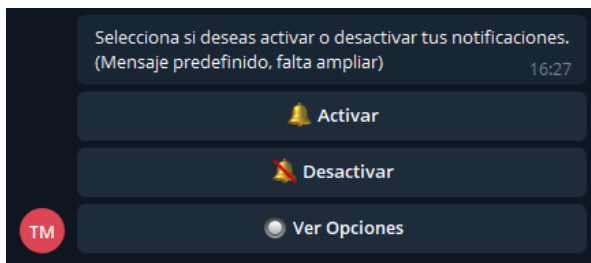 Selecciona si deseas activar o desactivar tus notificaciones.
(Mensaje predefinido, falta ampliar)
16:27
🔔 Activar
🔕 Desactivar
🔘 Ver Opciones
TM